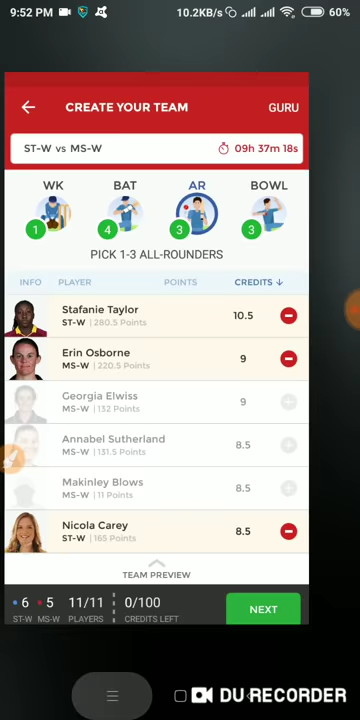 9:52 PM 10.2KB/s 60%
CREATE YOUR TEAM GURU
ST-W vs MS-W 09h 37m 18s
WK BAT AR BOWL
1 4 3 3
PICK 1-3 ALL-ROUNDERS
INFO PLAYER POINTS CREDITS ↓
Stafanie Taylor
ST-W | 280.5 Points 10.5
Erin Osborne
MS-W | 220.5 Points 9
Georgia Elwiss
MS-W | 132 Points 9
Annabel Sutherland
MS-W | 131.5 Points 8.5
Makinley Blows
MS-W | 11 Points 8.5
Nicola Carey
ST-W | 165 Points 8.5
TEAM PREVIEW
6 5 11/11 0/100 NEXT
ST-W MS-W PLAYERS CREDITS LEFT
DU RECORDER